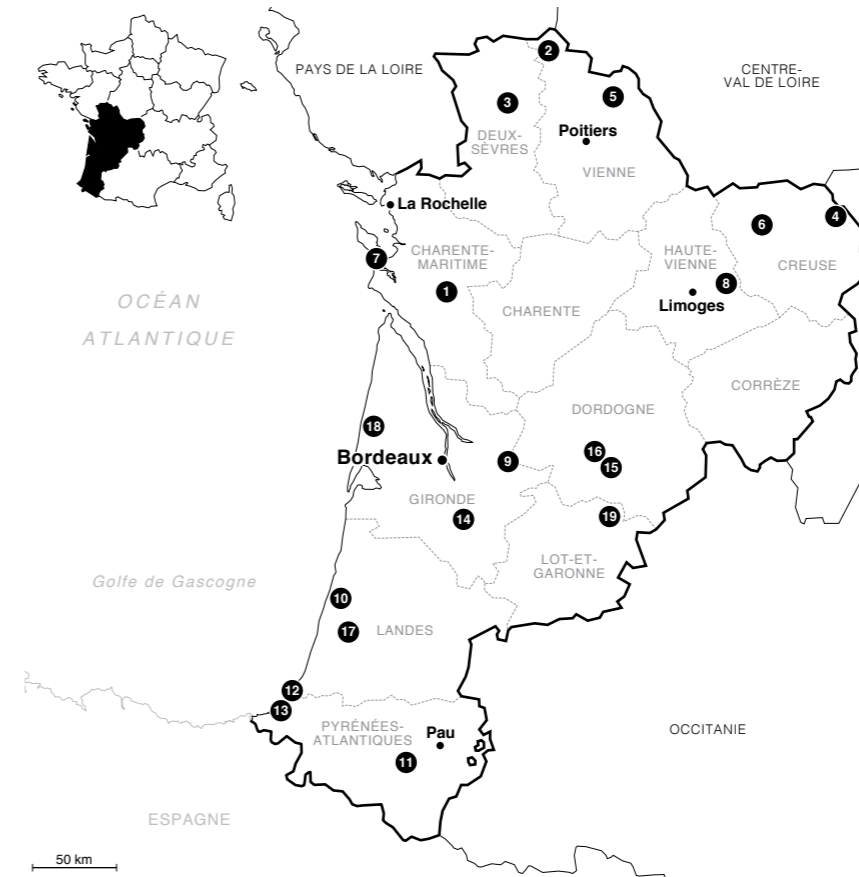 PAYS DE LA LOIRE
CENTRE-
VAL DE LOIRE
2
5
3
DEUX-
SÈVRES
Poitiers
VIENNE
La Rochelle
4
6
7
CHARENTE-
MARITIME
HAUTE-
VIENNE
CREUSE
8
1
Limoges
OCÉAN
ATLANTIQUE
CHARENTE
CORRÈZE
DORDOGNE
18
16
Bordeaux
9
15
GIRONDE
14
19
LOT-ET-
GARONNE
Golfe de Gascogne
10
17
LANDES
12
13
PYRÉNÉES-
ATLANTIQUES
Pau
11
OCCITANIE
ESPAGNE
50 km